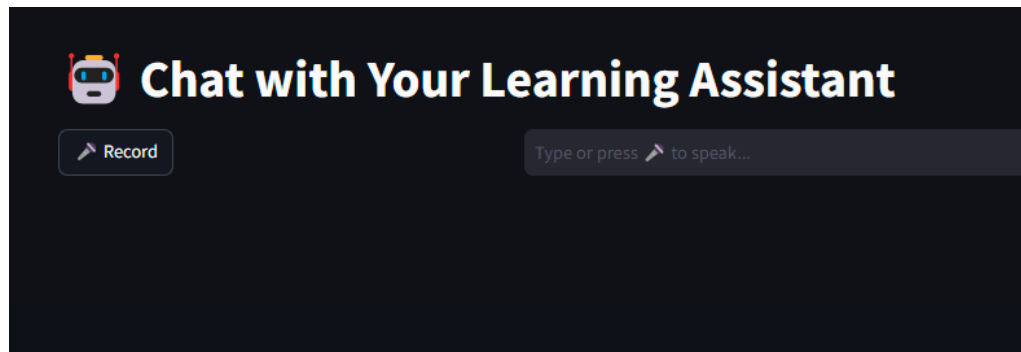 Chat with Your Learning Assistant
Record
Type or press 🎤 to speak...